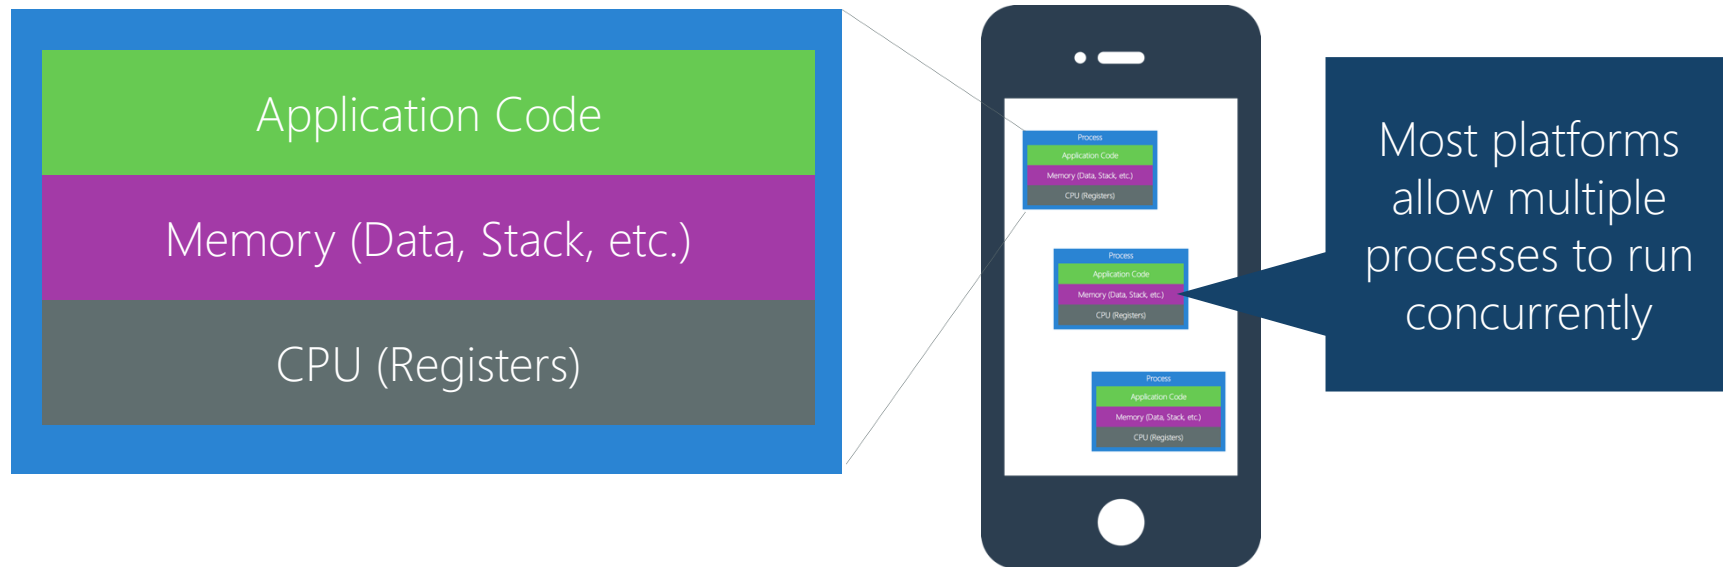 Application Code
Memory (Data, Stack, etc.)
CPU (Registers)
Process
Application Code
Memory (Data, Stack, etc.)
CPU (Registers)
Process
Application Code
Memory (Data, Stack, etc.)
CPU (Registers)
Process
Application Code
Memory (Data, Stack, etc.)
CPU (Registers)
Most platforms
allow multiple
processes to run
concurrently